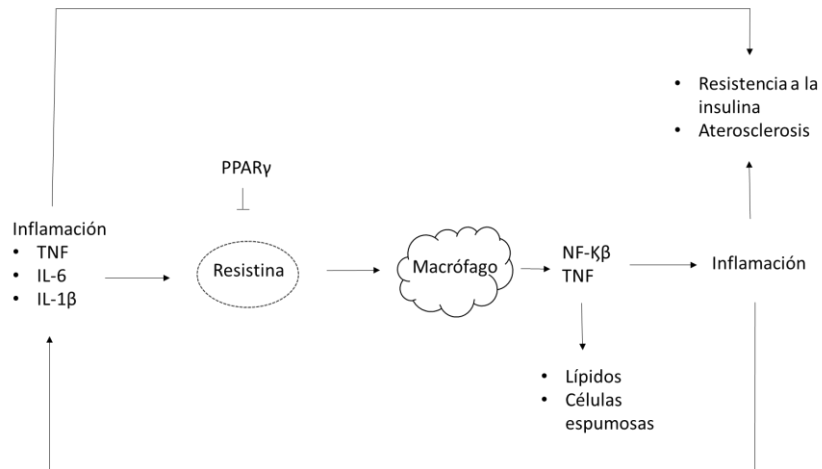 • Resistencia a la
insulina
• Aterosclerosis
PPARγ
Inflamación
• TNF
• IL-6
• IL-1β
Resistina
Macrófago
NF-Ҝβ
TNF
Inflamación
• Lípidos
• Células
espumosas